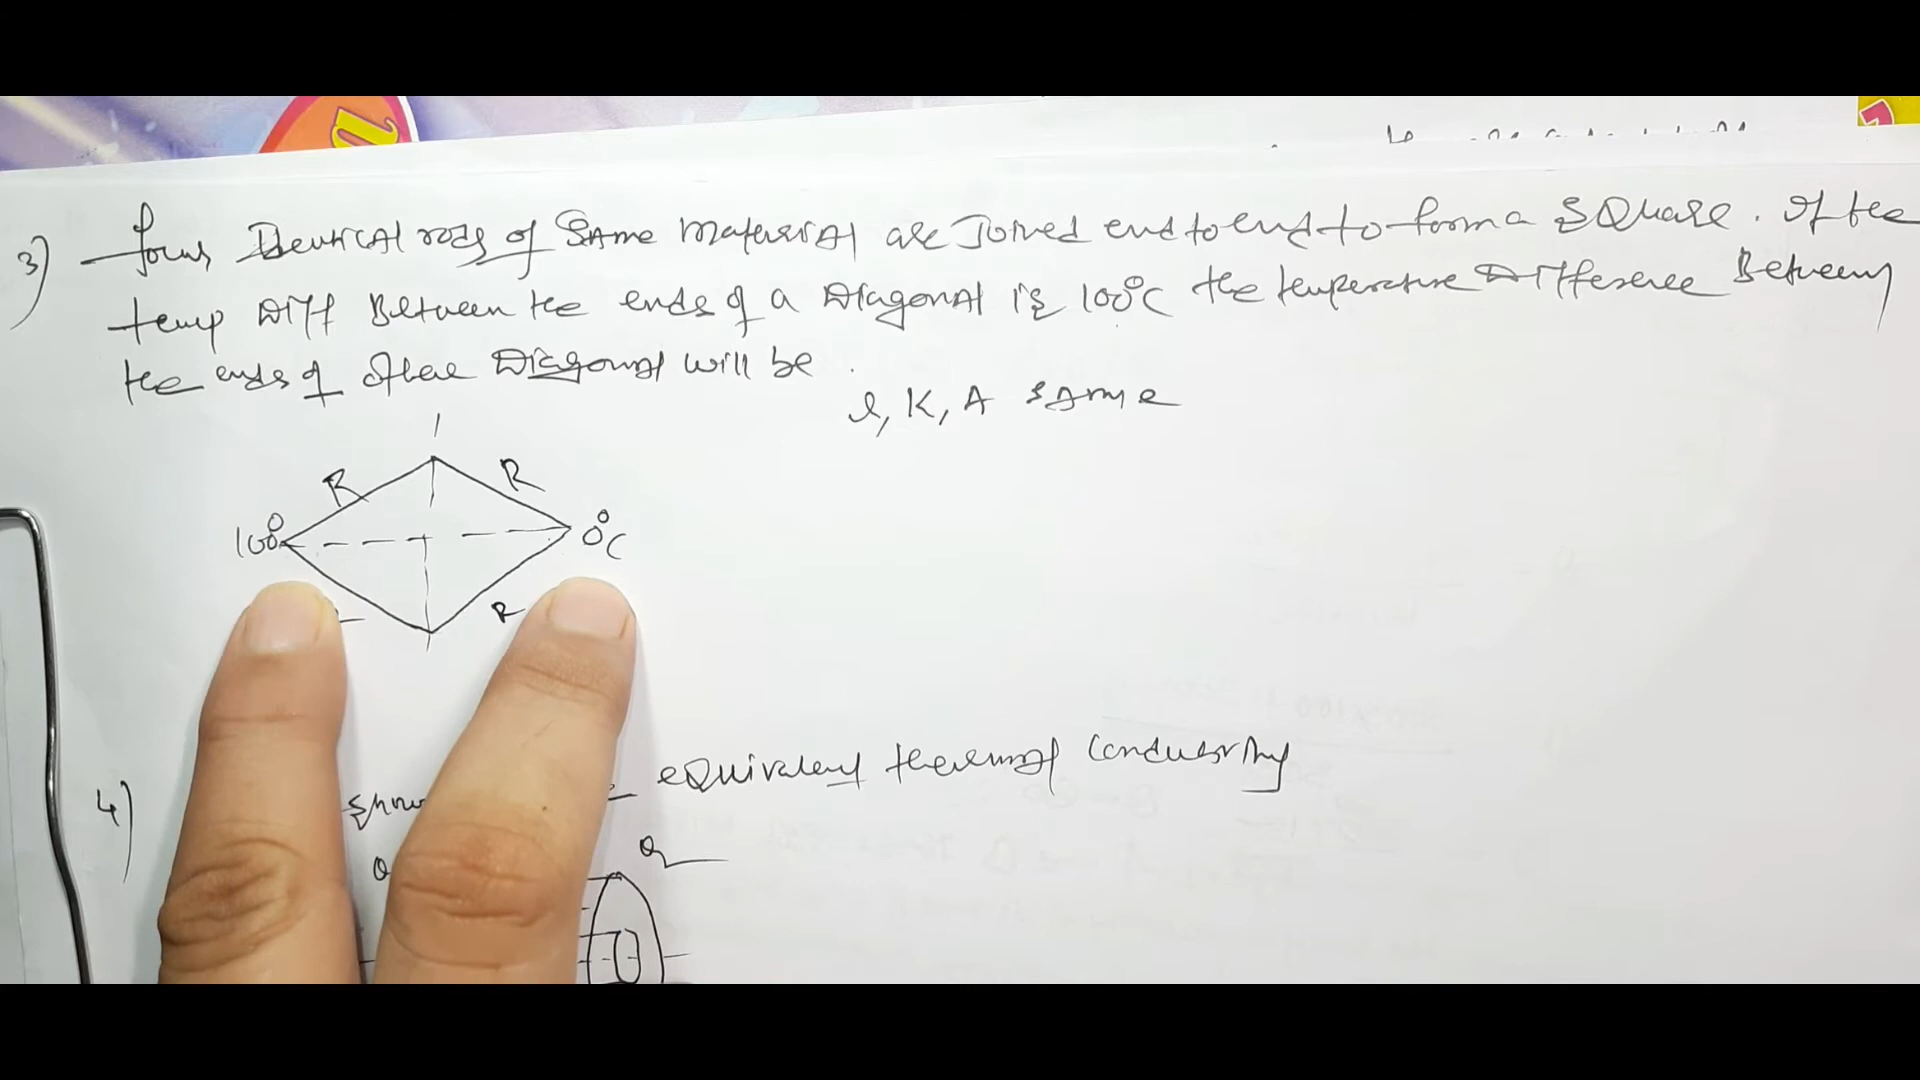 3) four Identical rods of Same material are Joined end to end to form a SQuare. If the
temp Diff Between the ends of a Diagonal is 100°C the temperature Difference Between
the ends of other Diagonal will be.
l, K, A same
R R
100° 0°C
R
4) equivalent thermal conductivity
Q